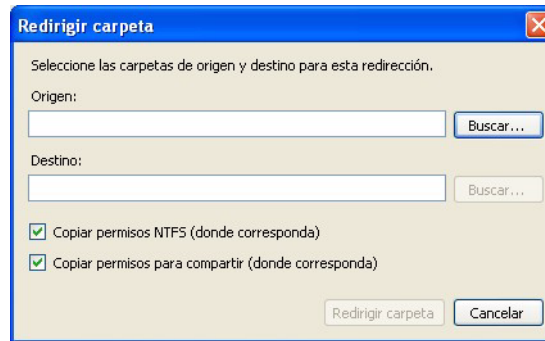 Redirigir carpeta
Seleccione las carpetas de origen y destino para esta redirección.
Origen:
Buscar...
Destino:
Buscar...
Copiar permisos NTFS (donde corresponda)
Copiar permisos para compartir (donde corresponda)
Redirigir carpeta Cancelar